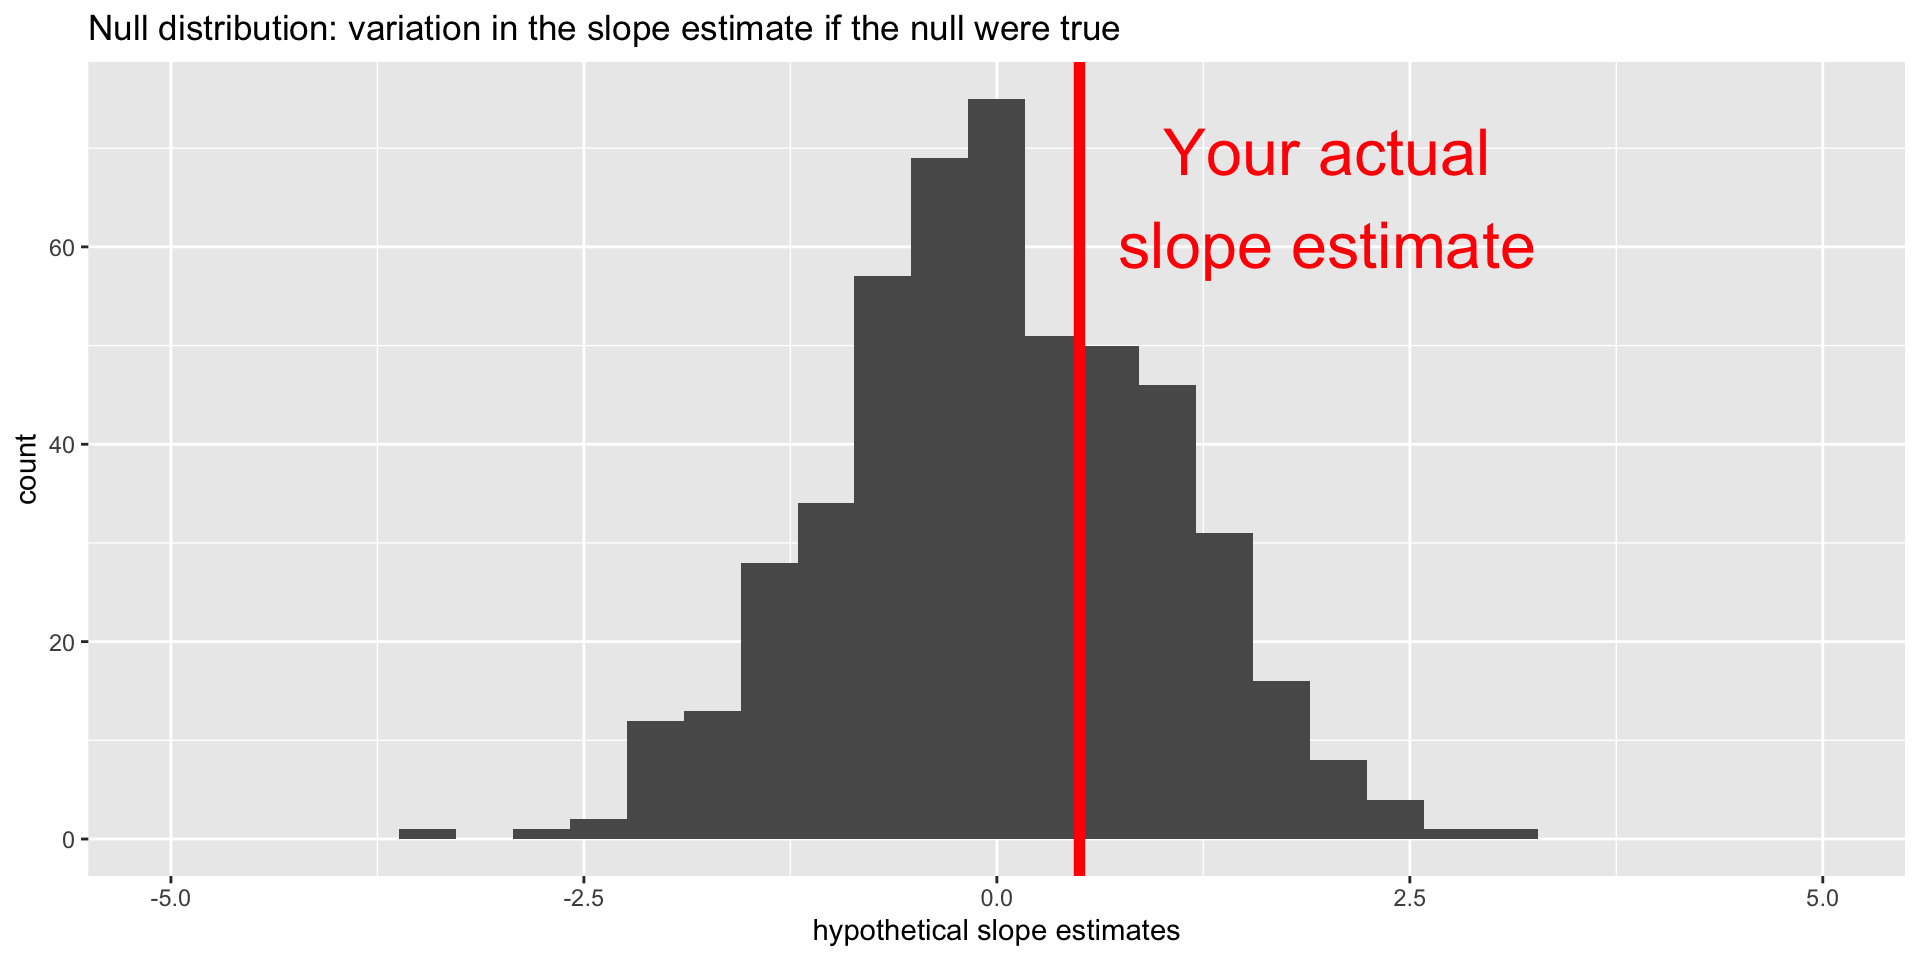 Null distribution: variation in the slope estimate if the null were true
Your actual
slope estimate
60
40
20
0
count
-5.0
-2.5
0.0
2.5
5.0
hypothetical slope estimates